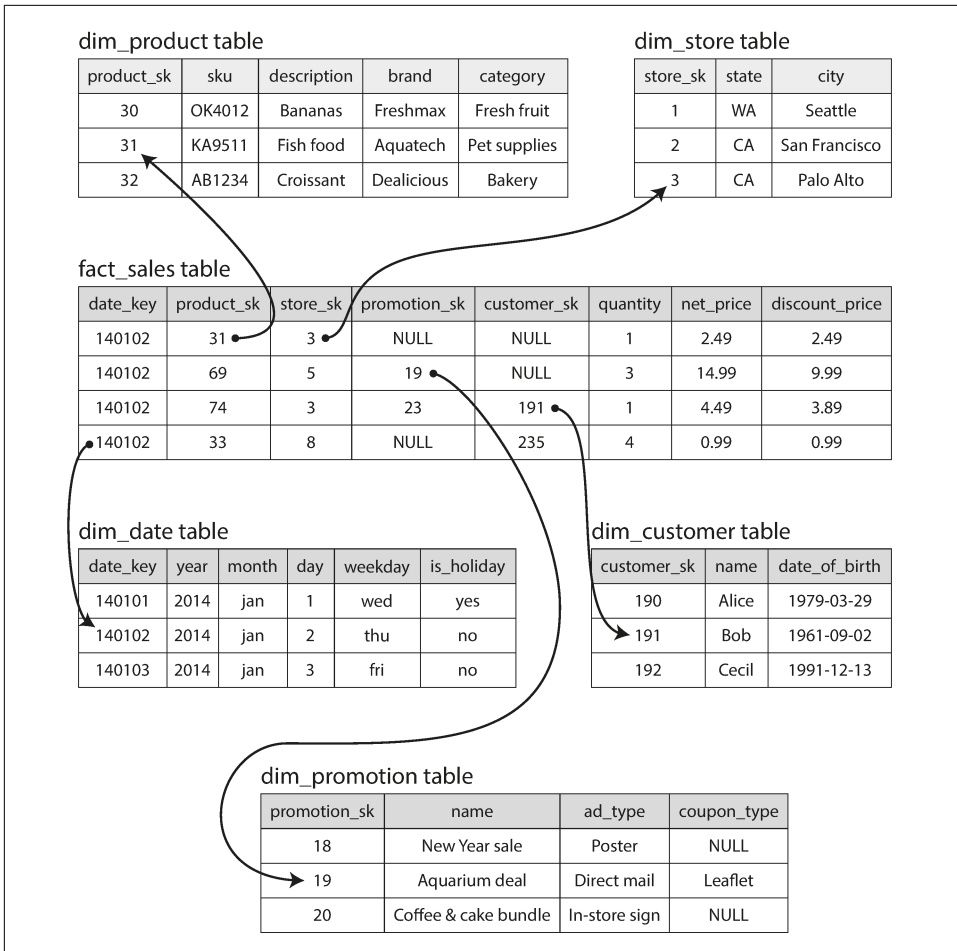 dim_product table
product_sk sku description brand category
30 OK4012 Bananas Freshmax Fresh fruit
31 KA9511 Fish food Aquatech Pet supplies
32 AB1234 Croissant Dealicious Bakery
dim_store table
store_sk state city
1 WA Seattle
2 CA San Francisco
3 CA Palo Alto
fact_sales table
date_key product_sk store_sk promotion_sk customer_sk quantity net_price discount_price
140102 31 3 NULL NULL 1 2.49 2.49
140102 69 5 19 NULL 3 14.99 9.99
140102 74 3 23 191 1 4.49 3.89
140102 33 8 NULL 235 4 0.99 0.99
dim_date table
date_key year month day weekday is_holiday
140101 2014 jan 1 wed yes
140102 2014 jan 2 thu no
140103 2014 jan 3 fri no
dim_customer table
customer_sk name date_of_birth
190 Alice 1979-03-29
191 Bob 1961-09-02
192 Cecil 1991-12-13
dim_promotion table
promotion_sk name ad_type coupon_type
18 New Year sale Poster NULL
19 Aquarium deal Direct mail Leaflet
20 Coffee & cake bundle In-store sign NULL